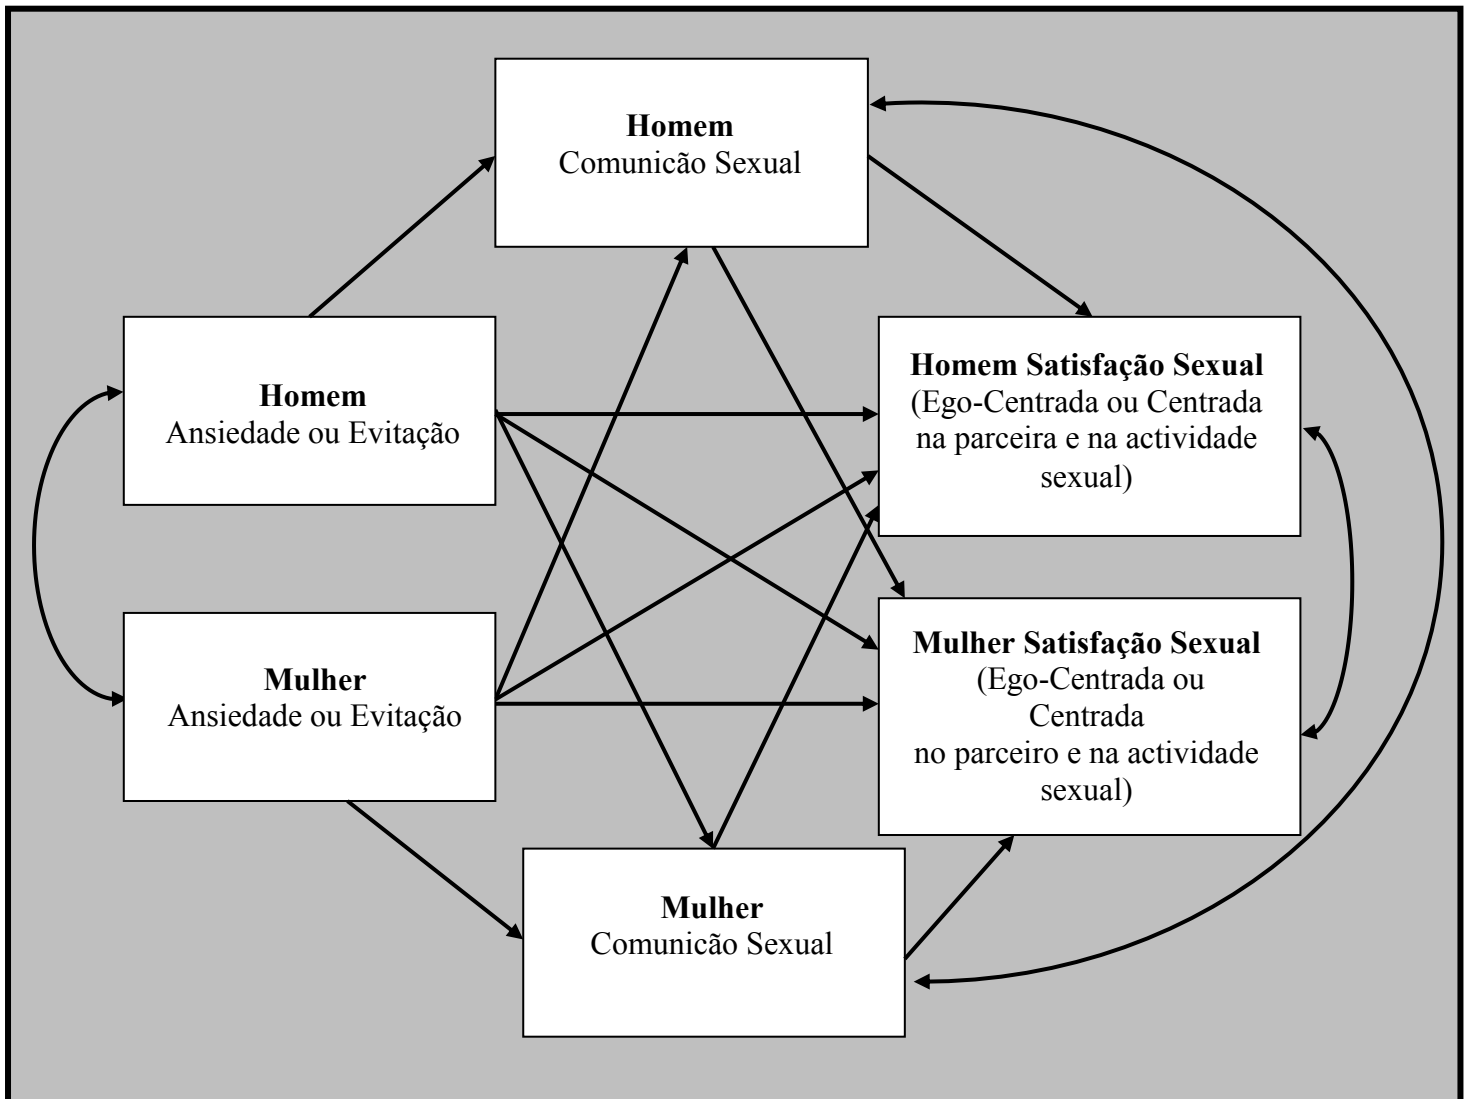 Homem
Comunicão Sexual
Homem
Ansiedade ou Evitação
Homem Satisfação Sexual
(Ego-Centrada ou Centrada
na parceira e na actividade
sexual)
Mulher
Ansiedade ou Evitação
Mulher Satisfação Sexual
(Ego-Centrada ou
Centrada
no parceiro e na actividade
sexual)
Mulher
Comunicão Sexual